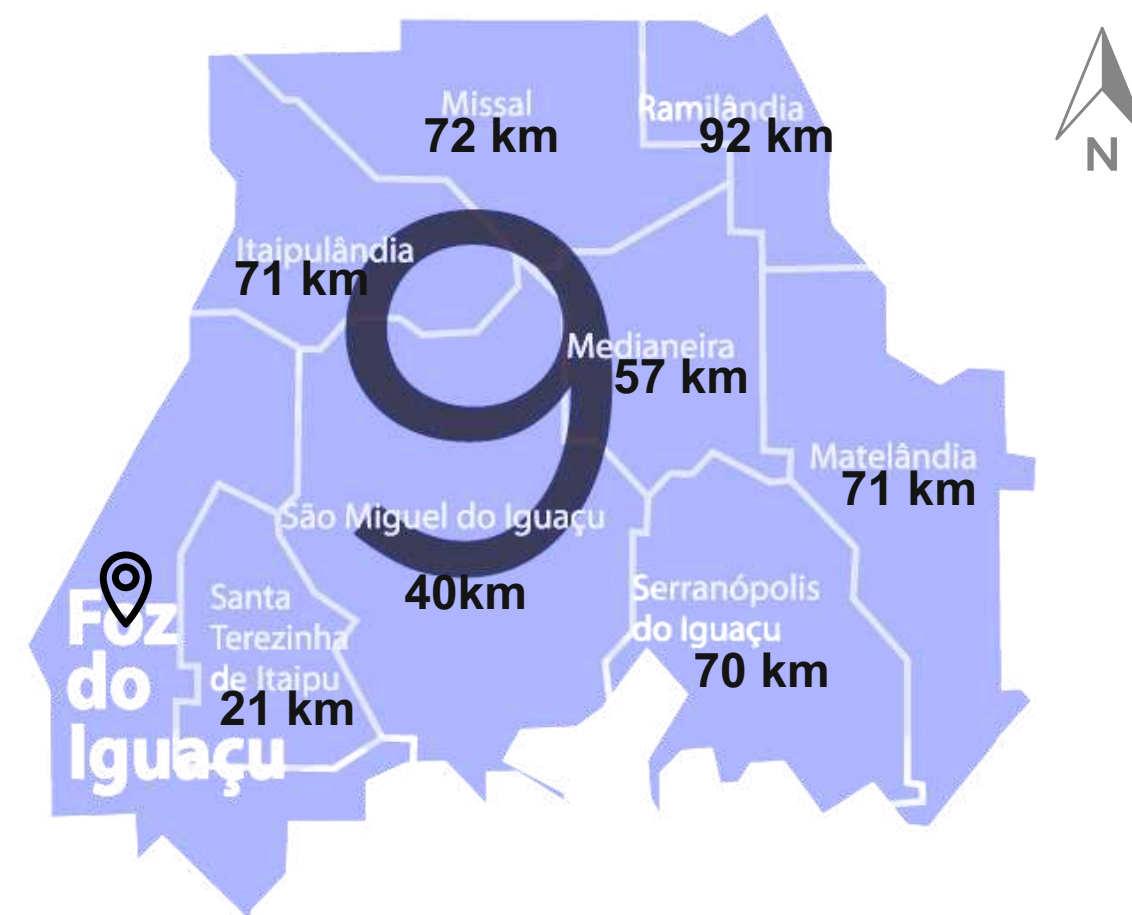 Missal
72 km
Ramilândia
92 km
N
Itaipulândia
71 km
9
Medianeira
57 km
Matelândia
71 km
São Miguel do Iguaçu
40km
Foz
do
Iguaçu
Santa
Terezinha
de Itaipu
21 km
Serranópolis
do Iguaçu
70 km